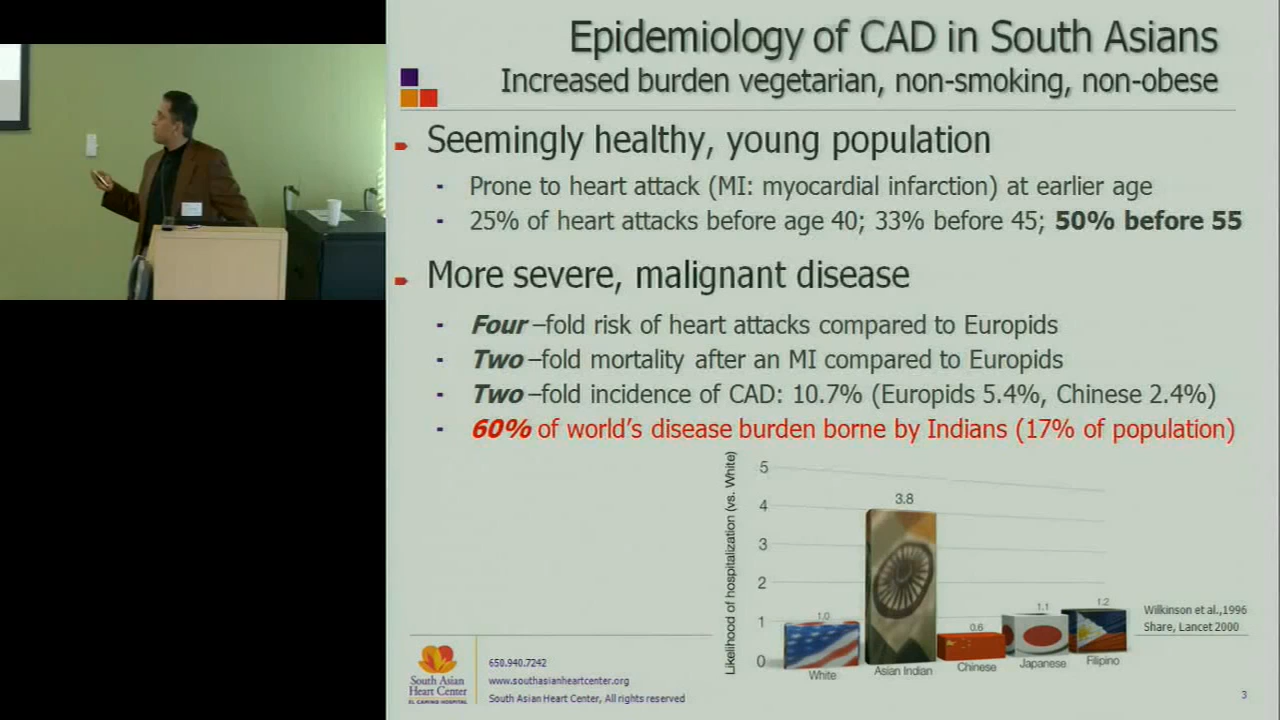 Epidemiology of CAD in South Asians
Increased burden vegetarian, non-smoking, non-obese
Seemingly healthy, young population
Prone to heart attack (MI: myocardial infarction) at earlier age
25% of heart attacks before age 40; 33% before 45; 50% before 55
More severe, malignant disease
Four –fold risk of heart attacks compared to Europids
Two –fold mortality after an MI compared to Europids
Two –fold incidence of CAD: 10.7% (Europids 5.4%, Chinese 2.4%)
60% of world's disease burden borne by Indians (17% of population)
Likelihood of hospitalization (vs. White)
5
4
3
2
1
0
1.0
3.8
0.6
1.1
1.2
White
Asian Indian
Chinese
Japanese
Filipino
Wilkinson et al.,1996
Share, Lancet 2000
South Asian
Heart Center
EL CAMINO HOSPITAL
650.940.7242
www.southasianheartcenter.org
South Asian Heart Center, All rights reserved
3